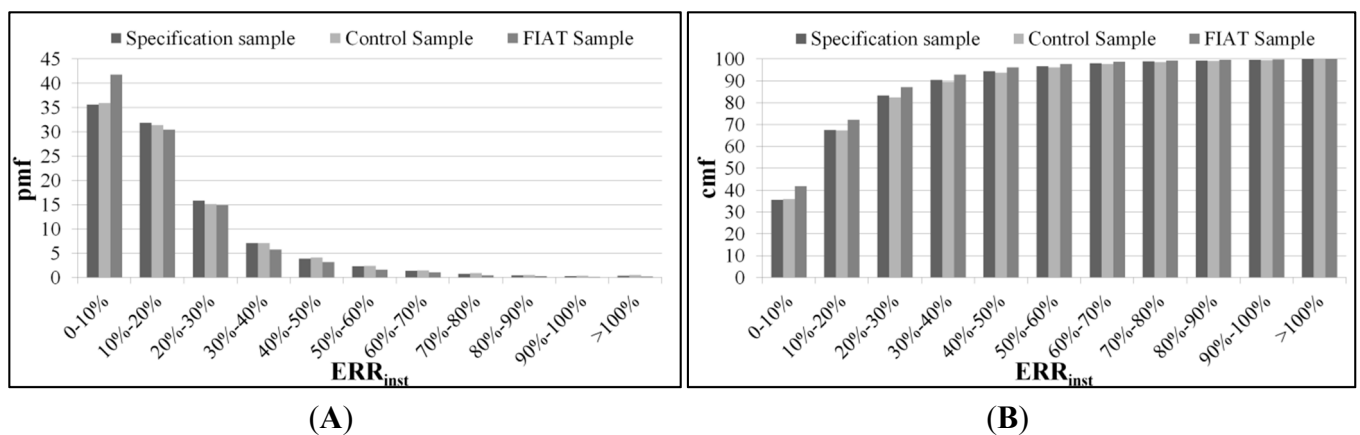 Specification sample Control Sample FIAT Sample
45
40
35
30
25
20
15
10
5
0
pmf
0-10% 10%-20% 20%-30% 30%-40% 40%-50% 50%-60% 60%-70% 70%-80% 80%-90% 90%-100% >100%
ERRinst
(A)
Specification sample Control Sample FIAT Sample
100
90
80
70
60
50
40
30
20
10
0
cmf
0-10% 10%-20% 20%-30% 30%-40% 40%-50% 50%-60% 60%-70% 70%-80% 80%-90% 90%-100% >100%
ERRinst
(B)